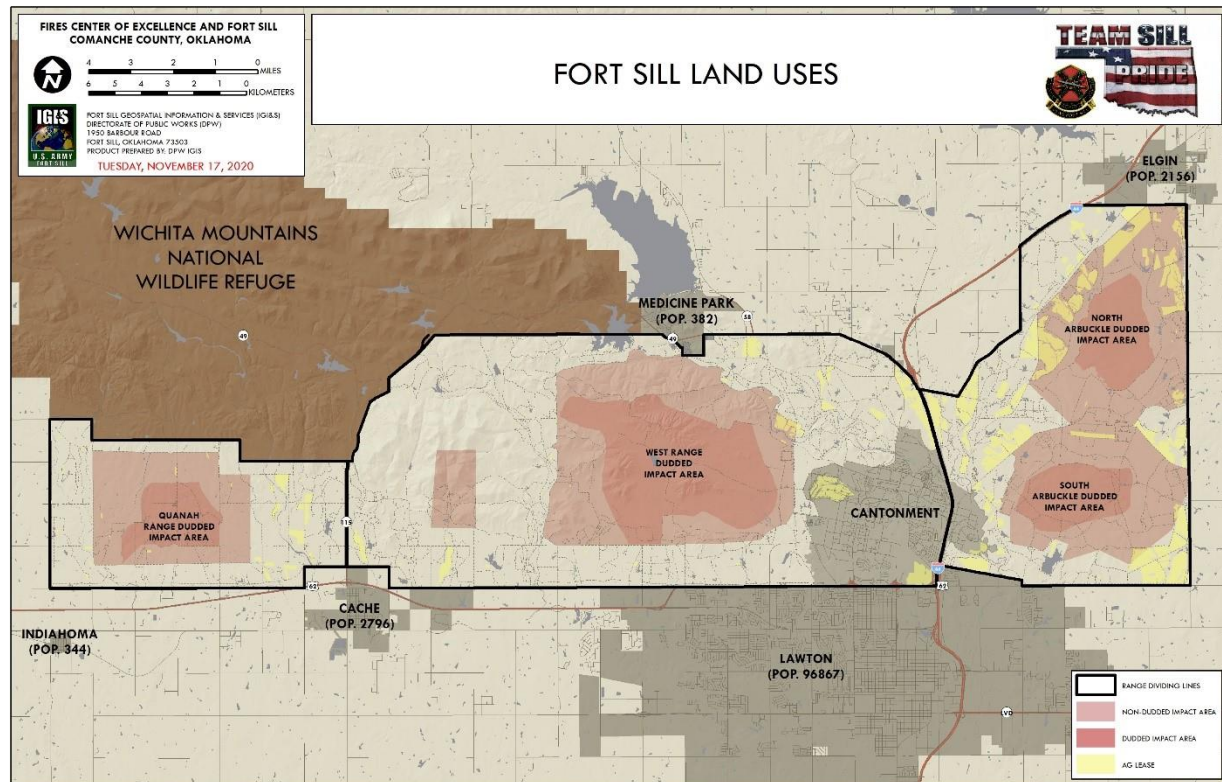 FIRES CENTER OF EXCELLENCE AND FORT SILL
COMANCHE COUNTY, OKLAHOMA
N
4 3 2 1 0
MILES
6 5 4 3 2 1 0
KILOMETERS
IGI&S
U.S. ARMY
FORT SILL
FORT SILL GEOSPATIAL INFORMATION & SERVICES (IGI&S)
DIRECTORATE OF PUBLIC WORKS (DPW)
1950 BARBOUR ROAD
FORT SILL, OKLAHOMA 73503
PRODUCT PREPARED BY: DPW IGIS
TUESDAY, NOVEMBER 17, 2020
FORT SILL LAND USES
TEAM SILL
PRIDE
ELGIN
(POP. 2156)
WICHITA MOUNTAINS
NATIONAL
WILDLIFE REFUGE
49
MEDICINE PARK
(POP. 382)
58
49
NORTH
ARBUCKLE DUDDED
IMPACT AREA
WEST RANGE
DUDDED
IMPACT AREA
SOUTH
ARBUCKLE DUDDED
IMPACT AREA
QUANAH
RANGE DUDDED
IMPACT AREA
115
CANTONMENT
62
62
CACHE
(POP. 2796)
INDIAHOMA
(POP. 344)
LAWTON
(POP. 96867)
RANGE DIVIDING LINES
NON-DUDDED IMPACT AREA
DUDDED IMPACT AREA
AG LEASE